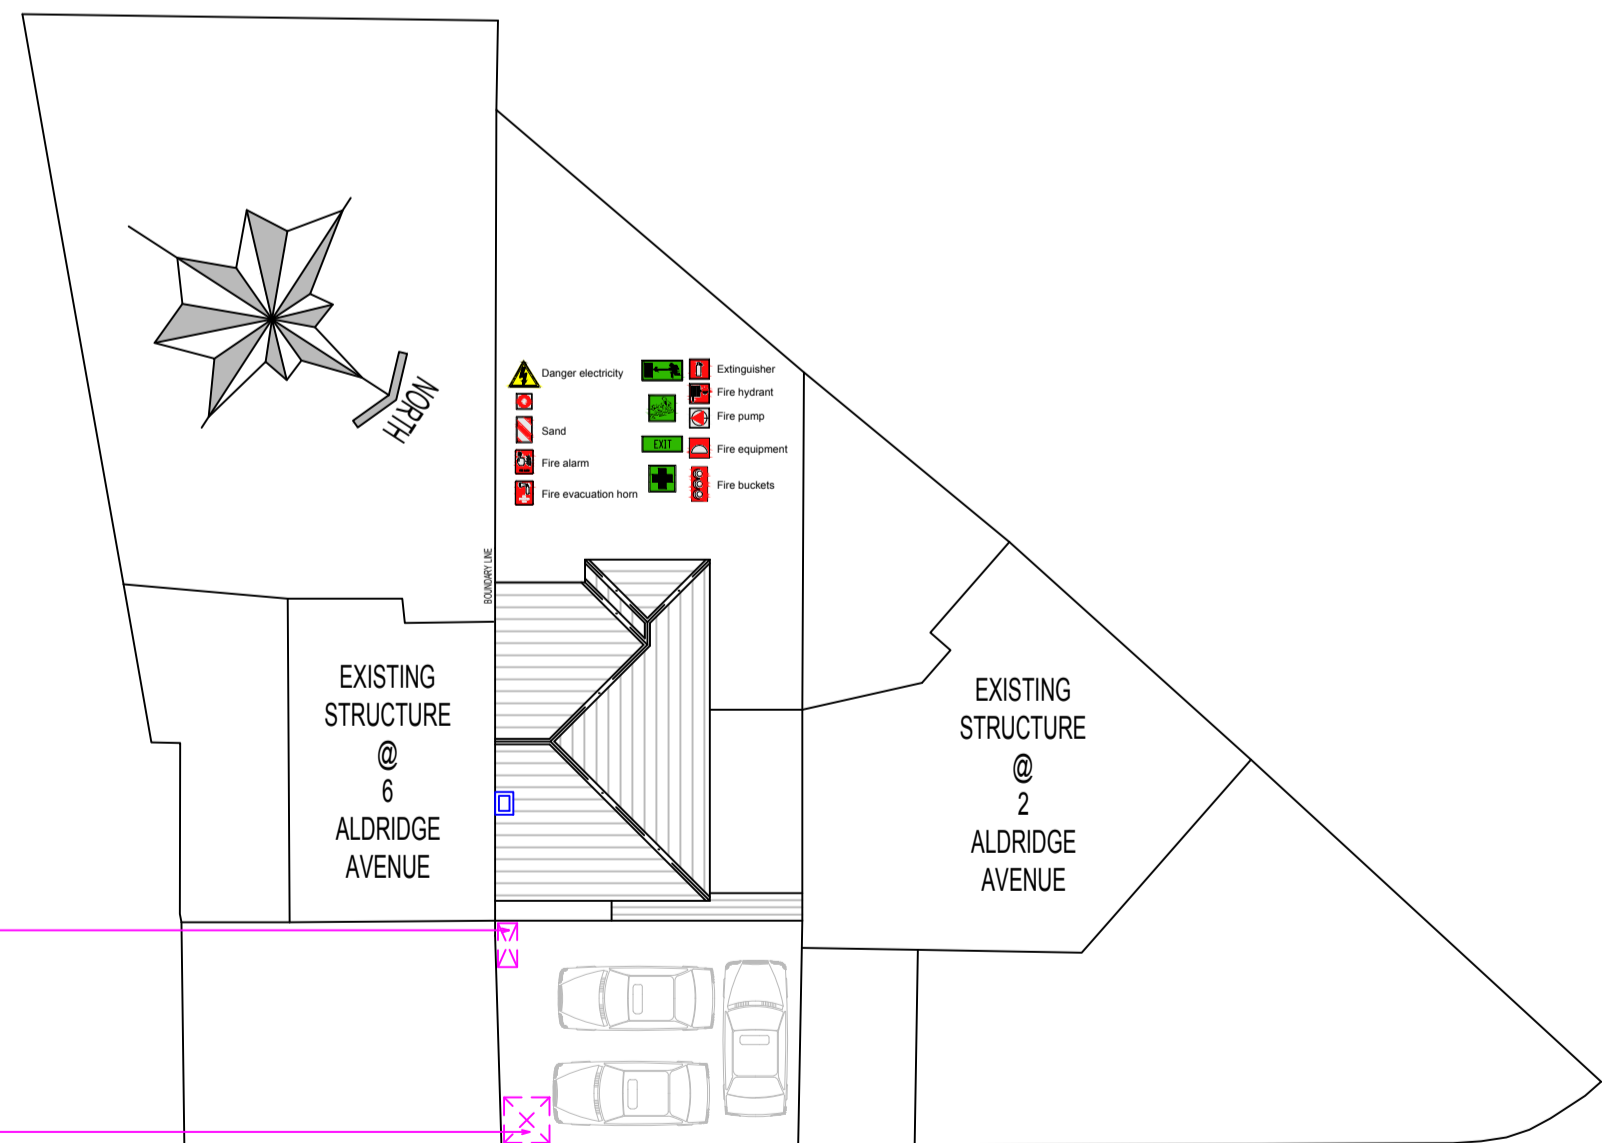 NORTH
Danger electricity
Sand
Fire alarm
Fire evacuation horn
EXIT
Extinguisher
Fire hydrant
Fire pump
Fire equipment
Fire buckets
BOUNDARY LINE
EXISTING
STRUCTURE
@
6
ALDRIDGE
AVENUE
EXISTING
STRUCTURE
@
2
ALDRIDGE
AVENUE